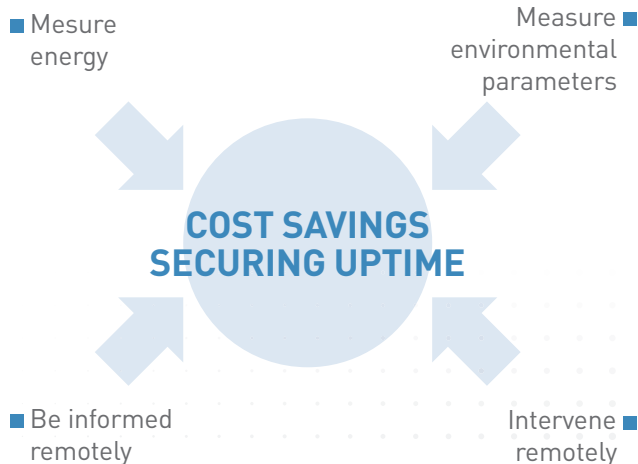 Mesure
energy
Measure
environmental
parameters
COST SAVINGS
SECURING UPTIME
Be informed
remotely
Intervene
remotely